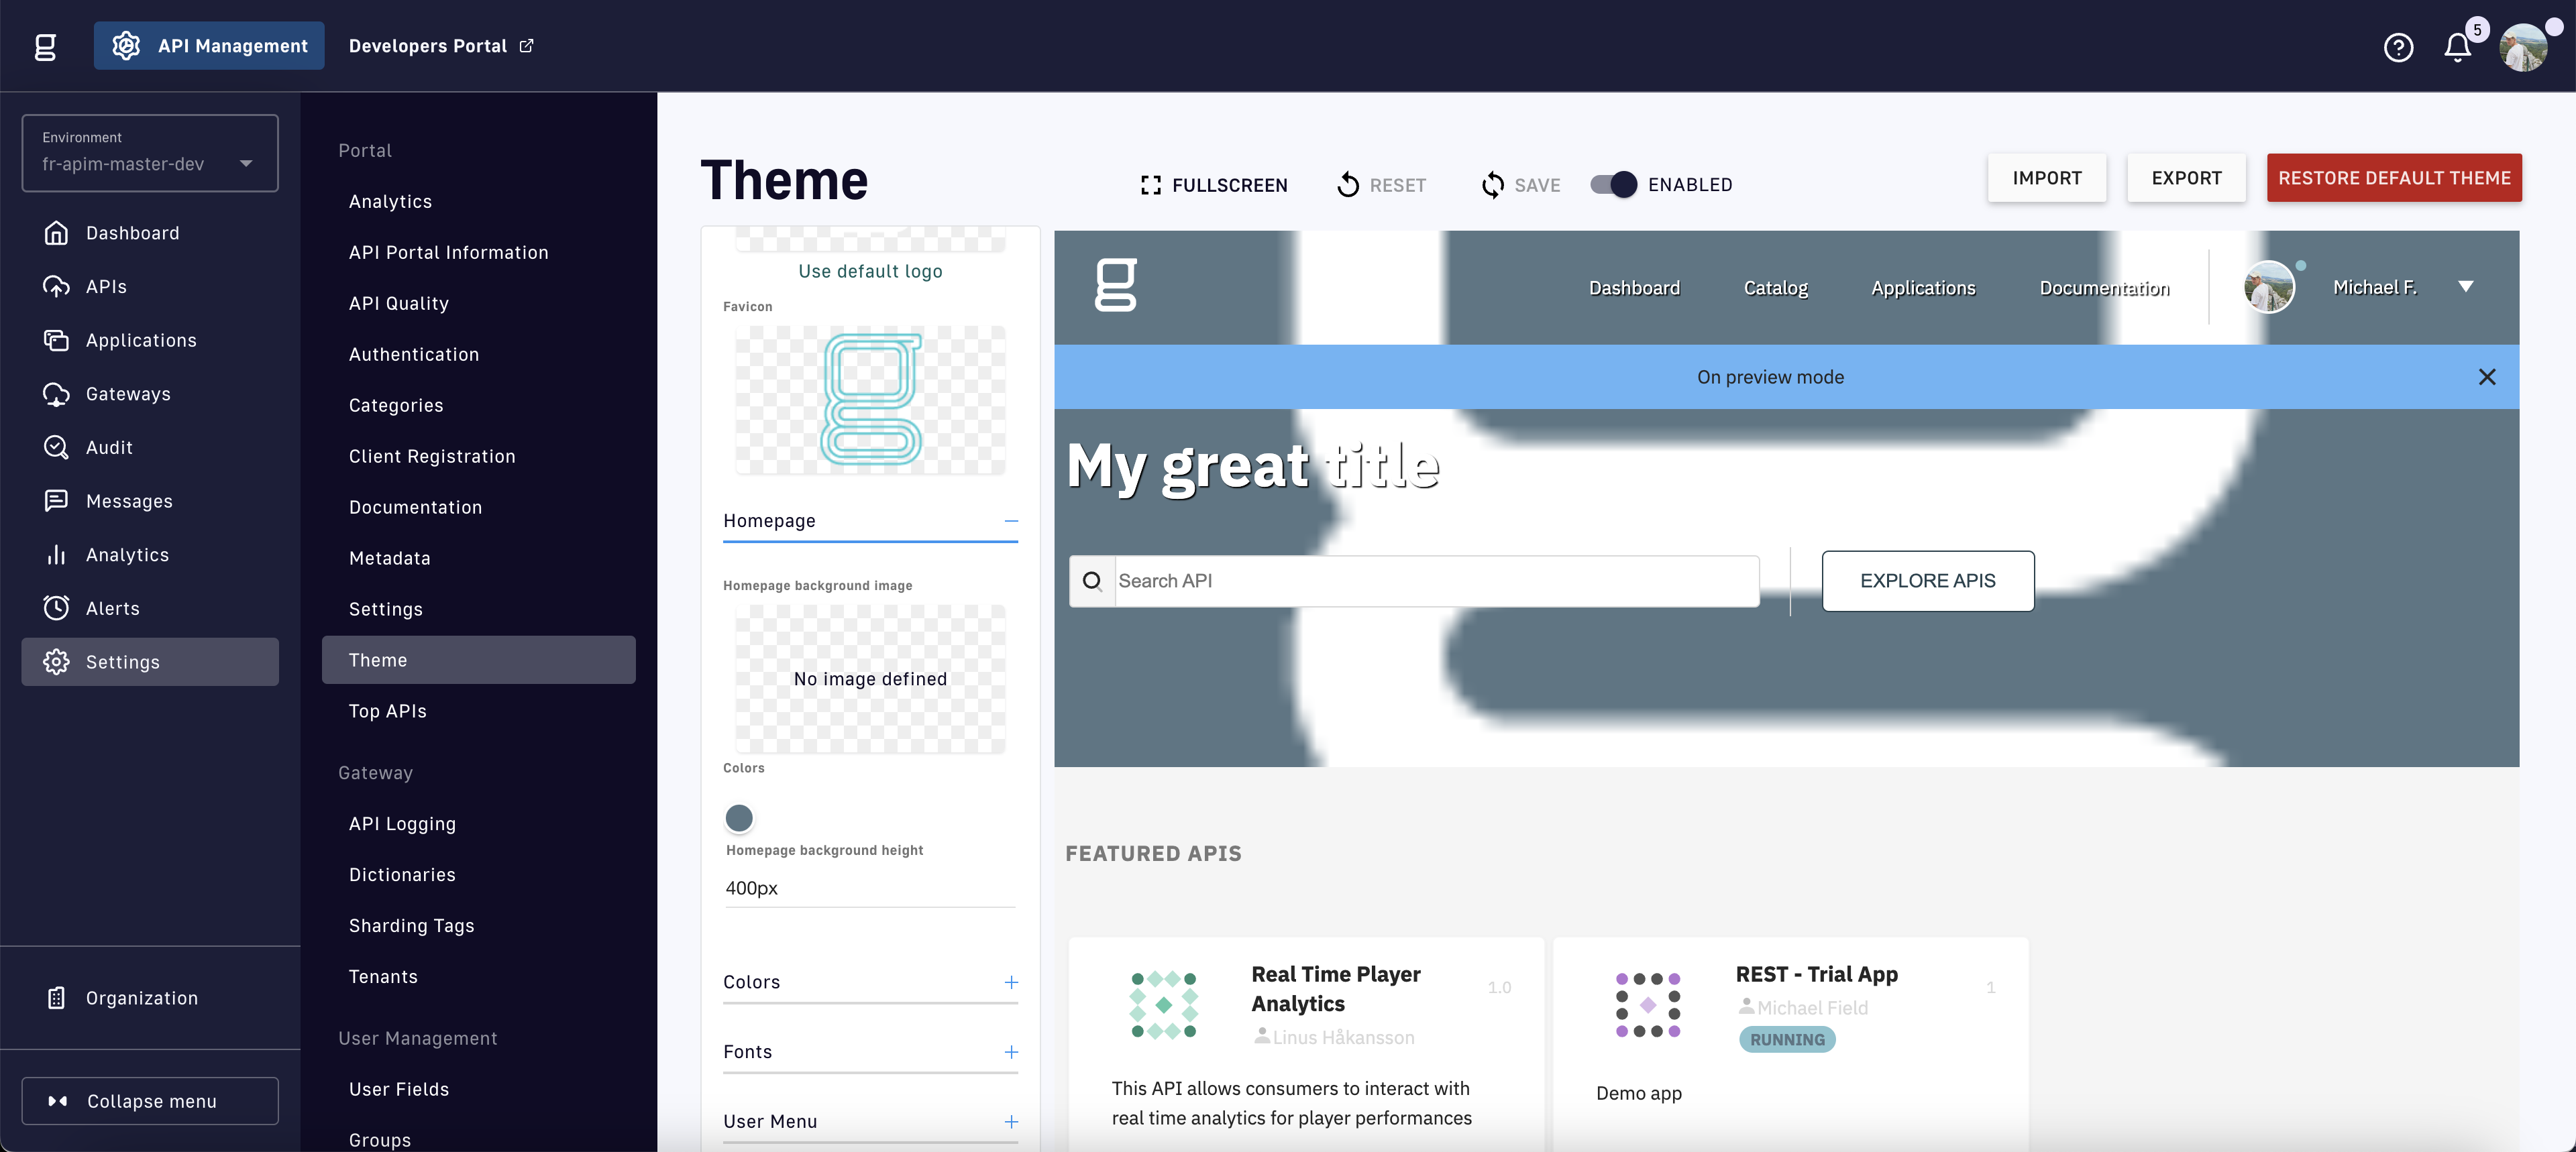 API Management
Developers Portal
5
Environment
fr-apim-master-dev
Dashboard
APIs
Applications
Gateways
Audit
Messages
Analytics
Alerts
Settings
Organization
Collapse menu
Portal
Analytics
API Portal Information
API Quality
Authentication
Categories
Client Registration
Documentation
Metadata
Settings
Theme
Top APIs
Gateway
API Logging
Dictionaries
Sharding Tags
Tenants
User Management
User Fields
Groups
Theme
FULLSCREEN
RESET
SAVE
ENABLED
IMPORT
EXPORT
RESTORE DEFAULT THEME
Use default logo
Favicon
Homepage
Homepage background image
No image defined
Colors
Homepage background height
400px
Colors
Fonts
User Menu
Dashboard
Catalog
Applications
Documentation
Michael F.
On preview mode
My great title
Search API
EXPLORE APIS
FEATURED APIS
Real Time Player
Analytics
1.0
Linus Håkansson
This API allows consumers to interact with
real time analytics for player performances
REST - Trial App
1
Michael Field
RUNNING
Demo app